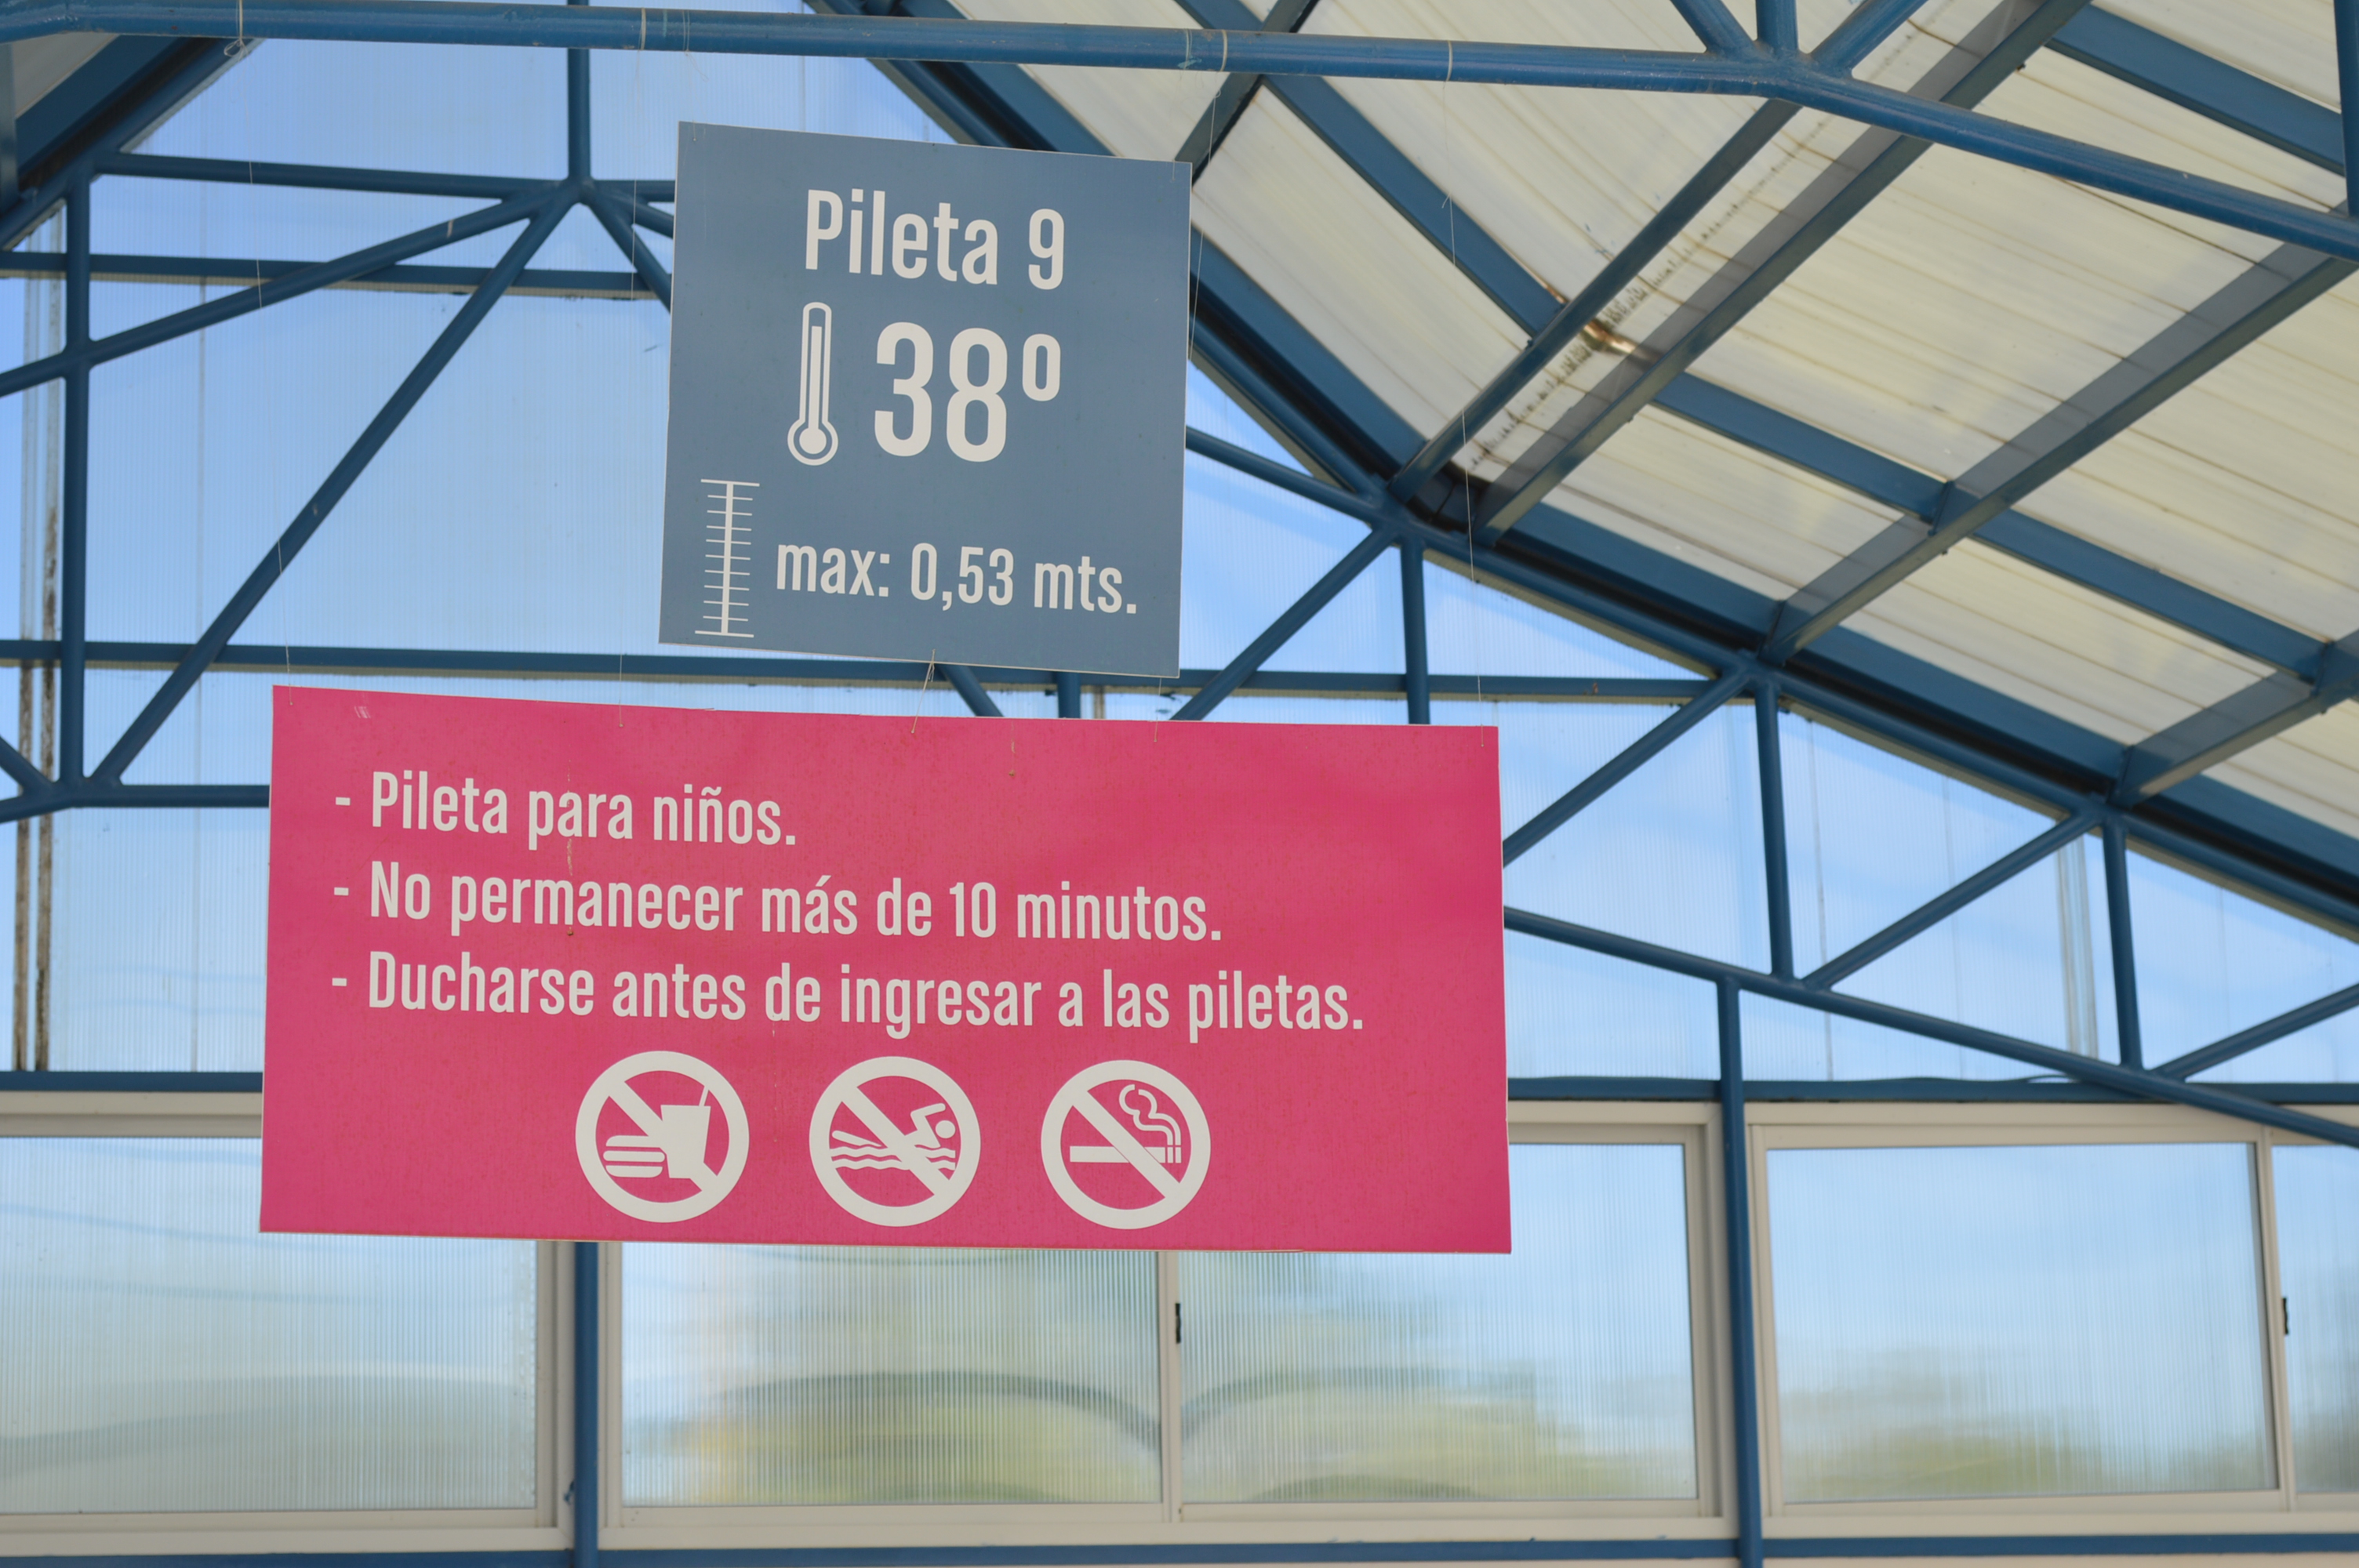 Pileta 9
38º
max: 0,53 mts.
- Pileta para niños.
- No permanecer más de 10 minutos.
- Ducharse antes de ingresar a las piletas.